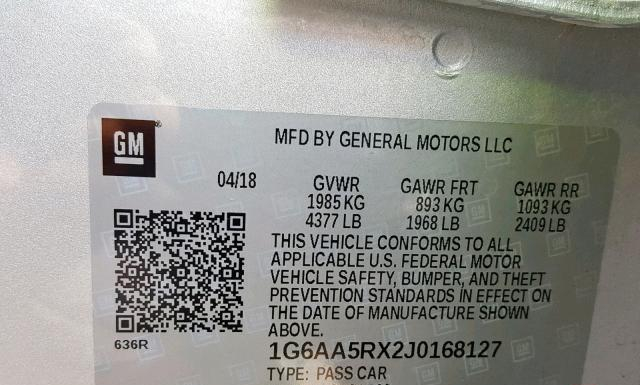 GM
MFD BY GENERAL MOTORS LLC
04/18 GVWR GAWR FRT GAWR RR
1985 KG 893 KG 1093 KG
4377 LB 1968 LB 2409 LB
THIS VEHICLE CONFORMS TO ALL
APPLICABLE U.S. FEDERAL MOTOR
VEHICLE SAFETY, BUMPER, AND THEFT
PREVENTION STANDARDS IN EFFECT ON
THE DATE OF MANUFACTURE SHOWN
ABOVE.
636R
1G6AA5RX2J0168127
TYPE: PASS CAR